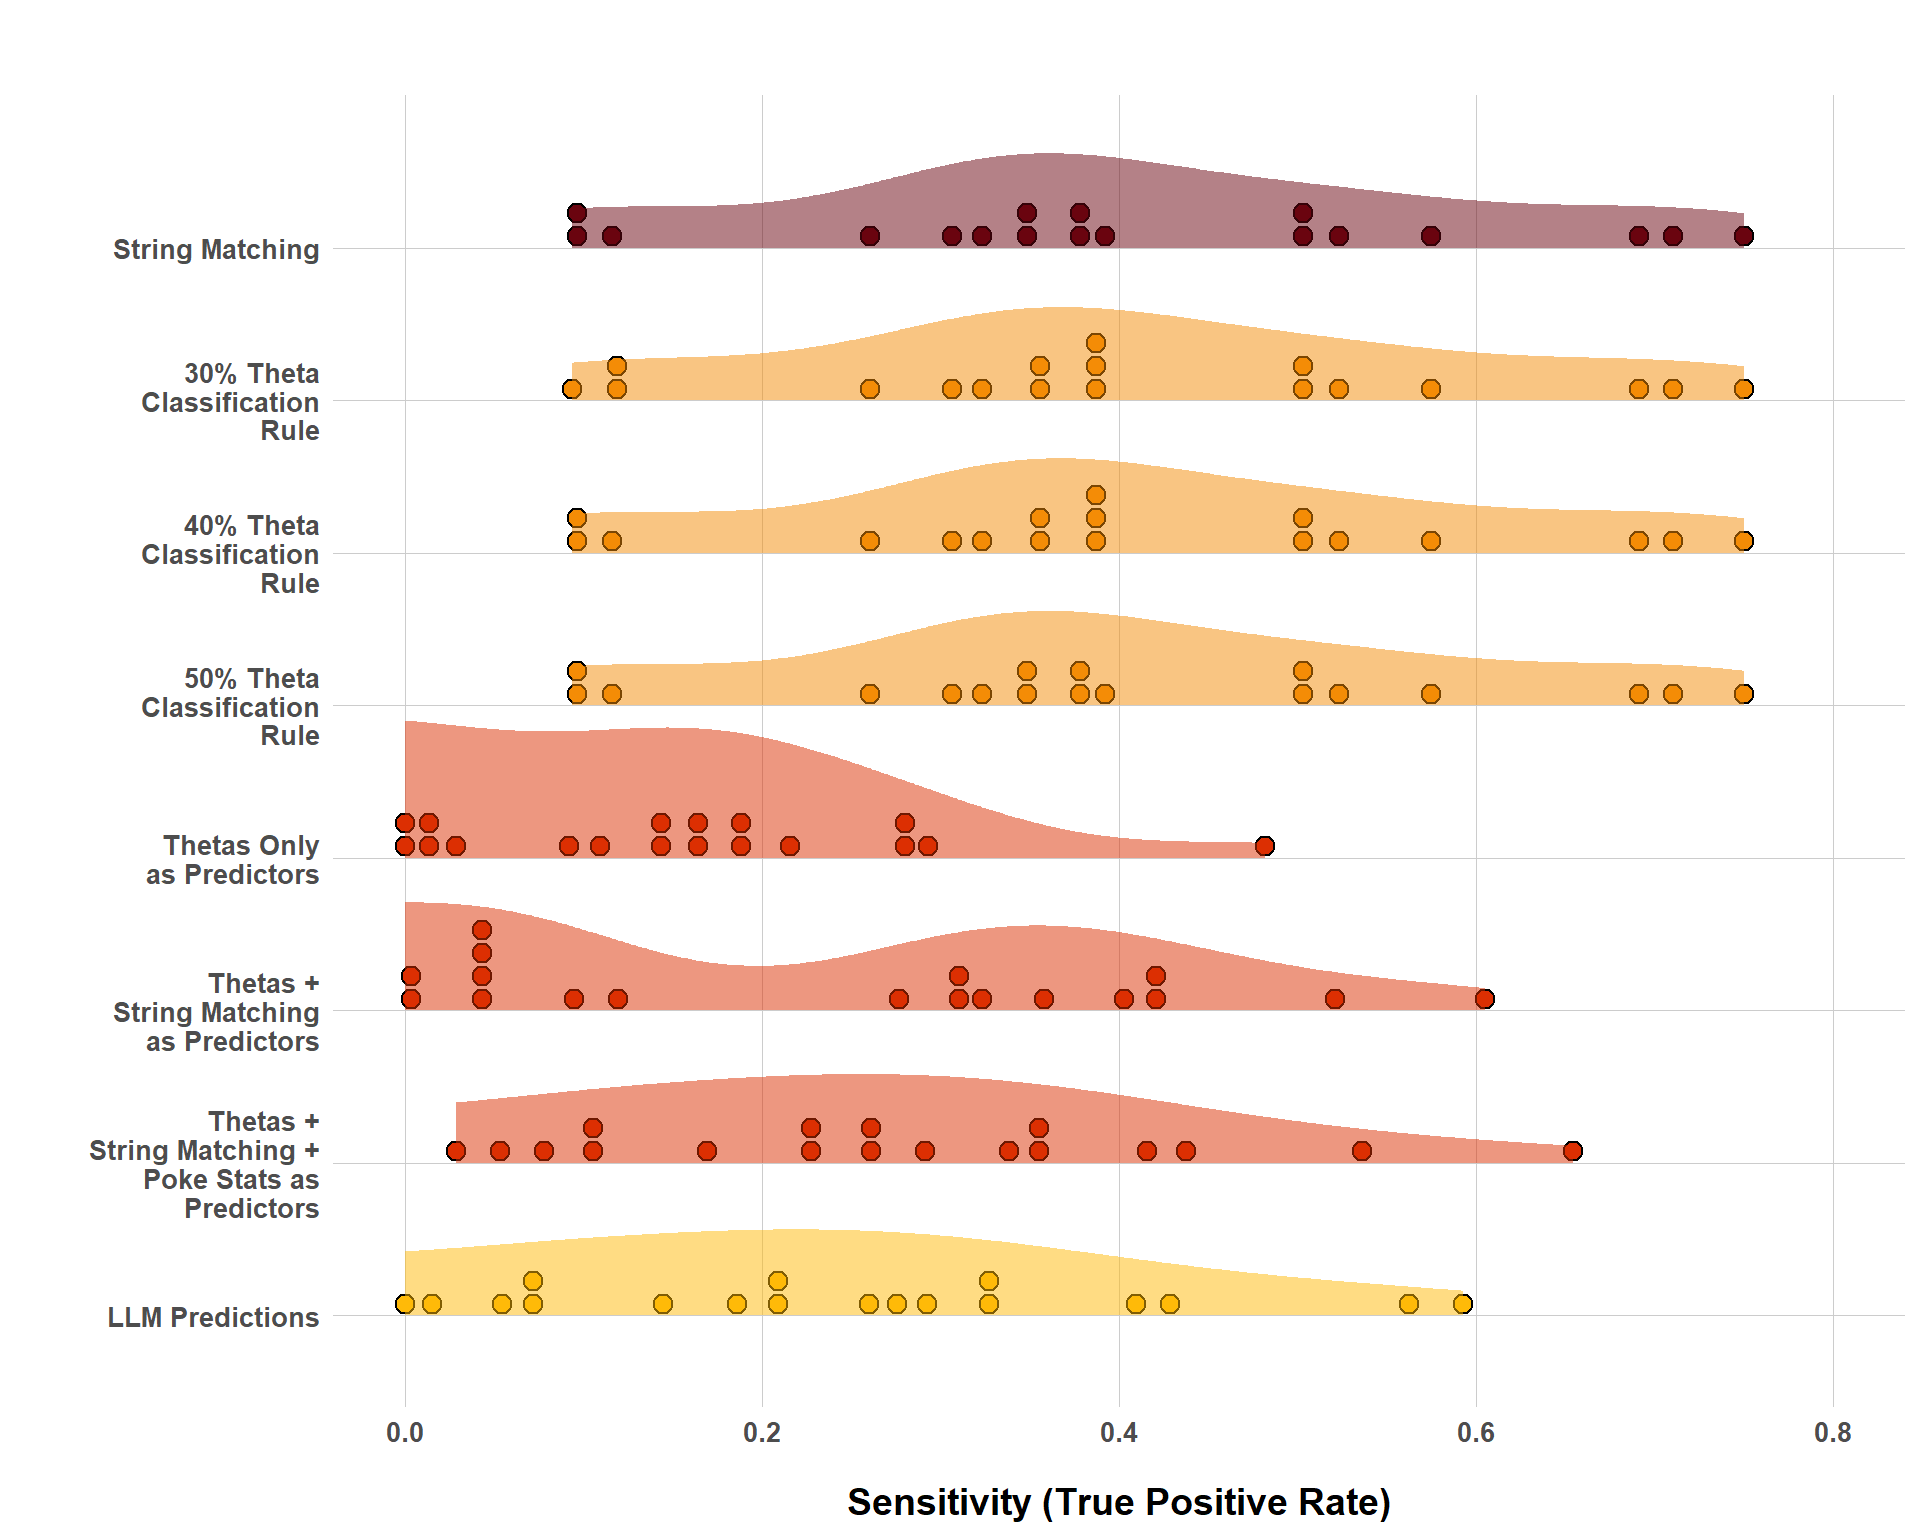 String Matching
30% Theta
Classification
Rule
40% Theta
Classification
Rule
50% Theta
Classification
Rule
Thetas Only
as Predictors
Thetas +
String Matching
as Predictors
Thetas +
String Matching +
Poke Stats as
Predictors
LLM Predictions
0.0
0.2
0.4
0.6
0.8
Sensitivity (True Positive Rate)